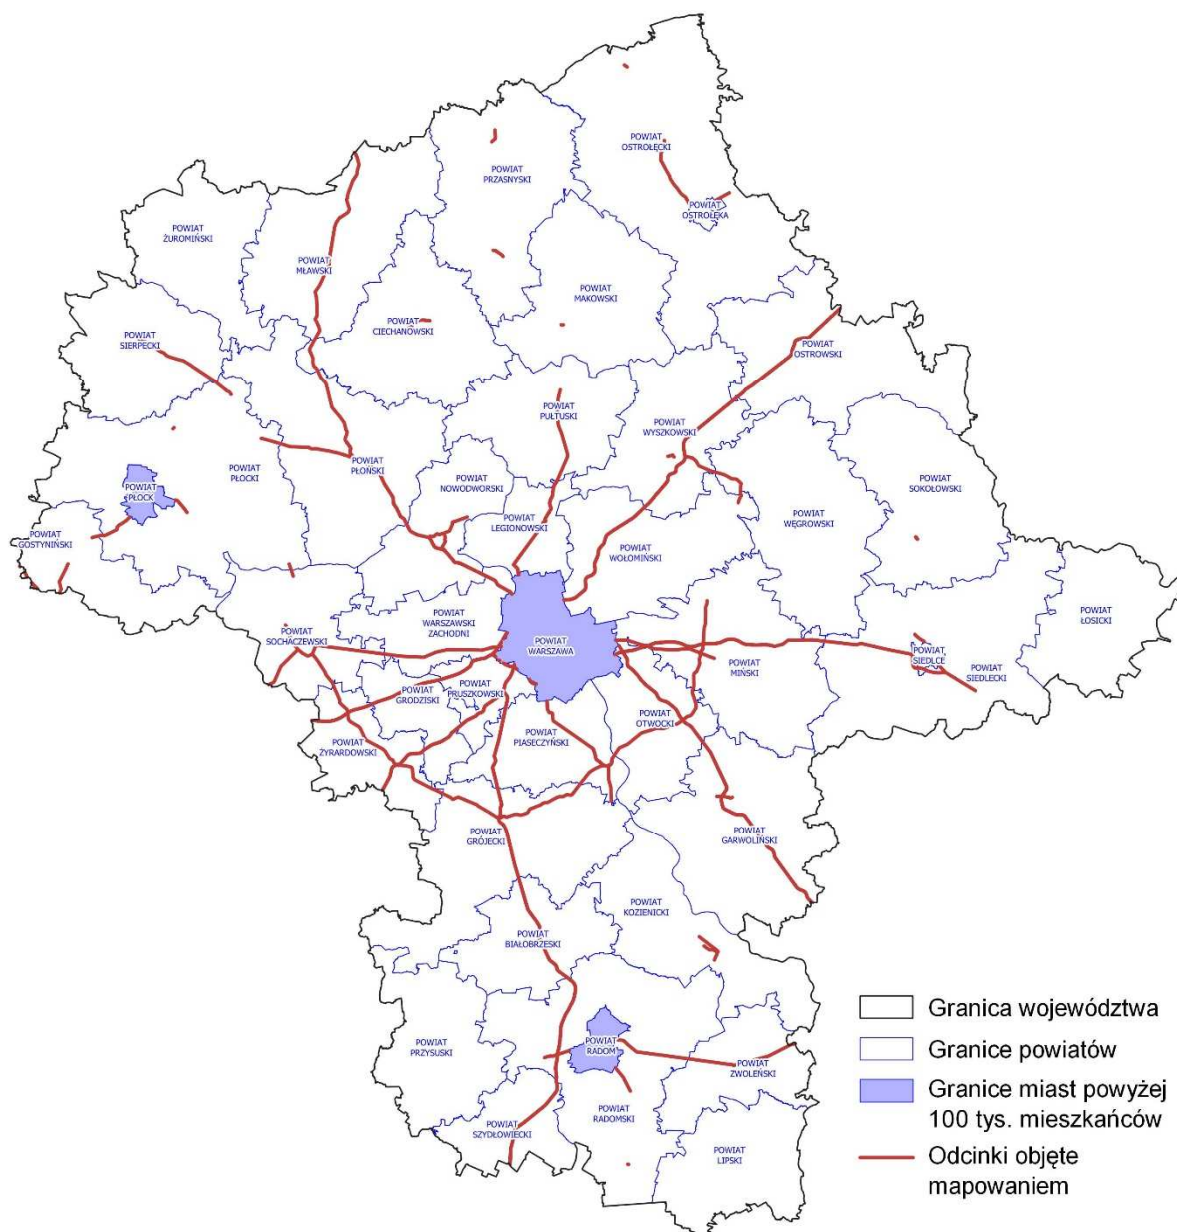 POWIAT
OSTROŁĘCKI
POWIAT
PRZASNYSKI
POWIAT
OSTROŁĘKA
POWIAT
ŻUROMIŃSKI
POWIAT
MŁAWSKI
POWIAT
MAKOWSKI
POWIAT
CIECHANOWSKI
POWIAT
SIERPECKI
POWIAT
OSTROWSKI
POWIAT
PUŁTUSKI
POWIAT
WYSZKOWSKI
POWIAT
PŁOŃSKI
POWIAT
PŁOCKI
POWIAT
NOWODWORSKI
POWIAT
SOKOŁOWSKI
POWIAT
PŁOCK
POWIAT
WĘGROWSKI
POWIAT
LEGIONOWSKI
POWIAT
GOSTYNIŃSKI
POWIAT
WOŁOMIŃSKI
POWIAT
WARSZAWSKI
ZACHODNI
POWIAT
ŁOSICKI
POWIAT
SOCHACZEWSKI
POWIAT
WARSZAWA
POWIAT
SIEDLCE
POWIAT
MIŃSKI
POWIAT
SIEDLECKI
POWIAT
PRUSZKOWSKI
POWIAT
GRODZISKI
POWIAT
OTWOCKI
POWIAT
PIASECZYŃSKI
POWIAT
ŻYRARDOWSKI
POWIAT
GRÓJECKI
POWIAT
GARWOLIŃSKI
POWIAT
KOZIENICKI
POWIAT
BIAŁOBRZESKI
POWIAT
PRZYSUSKI
POWIAT
RADOM
POWIAT
ZWOLEŃSKI
POWIAT
RADOMSKI
POWIAT
SZYDŁOWIECKI
POWIAT
LIPSKI
Granica województwa
Granice powiatów
Granice miast powyżej
100 tys. mieszkańców
Odcinki objęte
mapowaniem